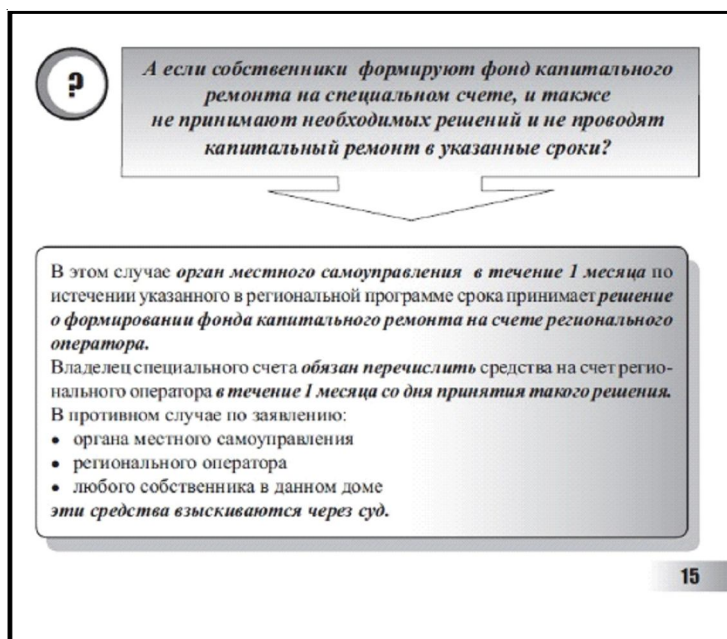 ?
А если собственники формируют фонд капитального
ремонта на специальном счете, и также
не принимают необходимых решений и не проводят
капитальный ремонт в указанные сроки?
В этом случае орган местного самоуправления в течение 1 месяца по
истечении указанного в региональной программе срока принимает решение
о формировании фонда капитального ремонта на счете регионального
оператора.
Владелец специального счета обязан перечислить средства на счет регио-
нального оператора в течение 1 месяца со дня принятия такого решения.
В противном случае по заявлению:
• органа местного самоуправления
• регионального оператора
• любого собственника в данном доме
эти средства взыскиваются через суд.
15